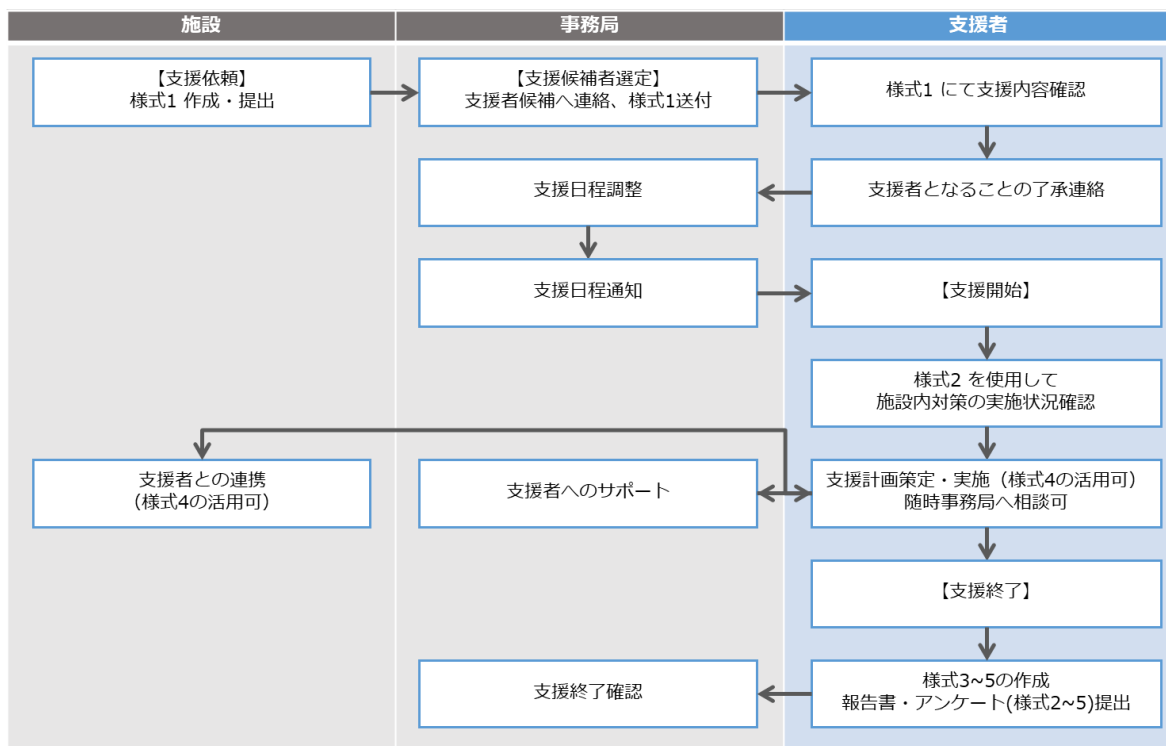 施設
事務局
支援者
【支援依頼】
様式1 作成・提出
【支援候補者選定】
支援者候補へ連絡、様式1送付
様式1 にて支援内容確認
支援日程調整
支援者となることの了承連絡
支援日程通知
【支援開始】
様式2 を使用して
施設内対策の実施状況確認
支援者との連携
(様式4の活用可)
支援者へのサポート
支援計画策定・実施（様式4の活用可）
随時事務局へ相談可
【支援終了】
支援終了確認
様式3~5の作成
報告書・アンケート(様式2~5)提出